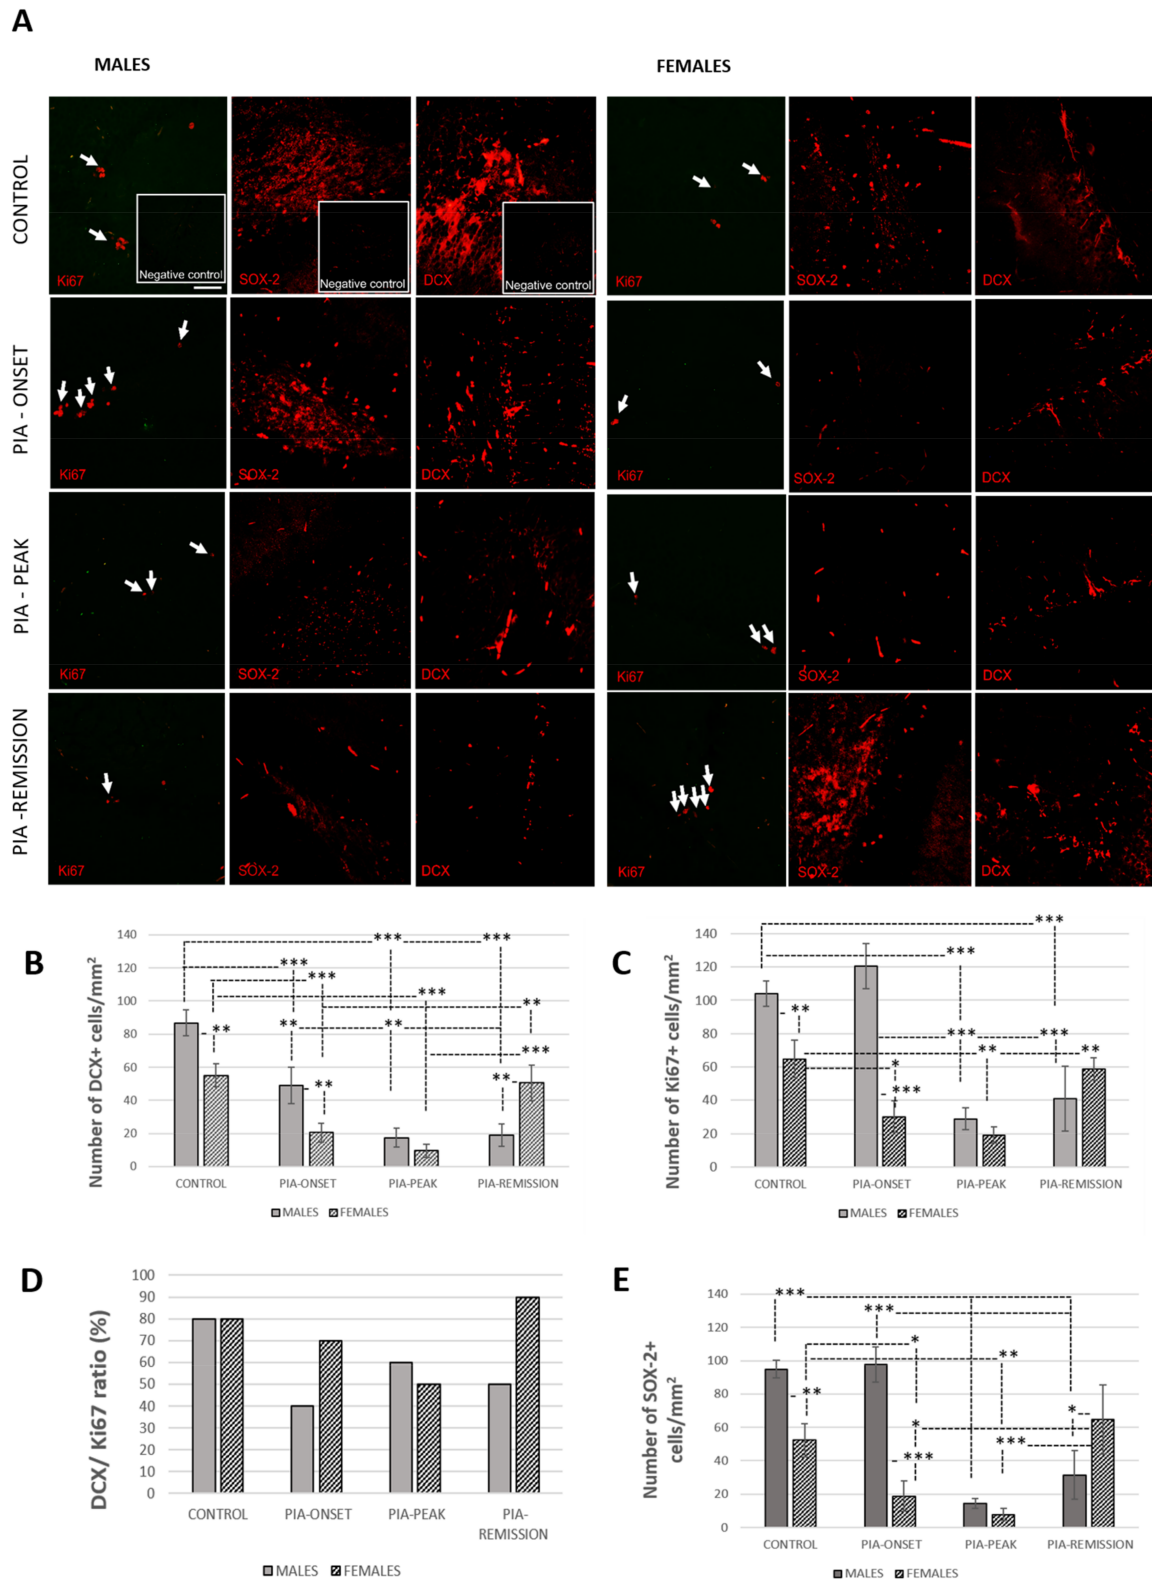 A
MALES
FEMALES
CONTROL
Ki67
Negative control
SOX-2
Negative control
DCX
Negative control
Ki67
SOX-2
DCX
PIA - ONSET
Ki67
SOX-2
DCX
Ki67
SOX-2
DCX
PIA - PEAK
Ki67
SOX-2
DCX
Ki67
SOX-2
DCX
PIA -REMISSION
Ki67
SOX-2
DCX
Ki67
SOX-2
DCX
B
Number of DCX+ cells/mm²
140
120
100
80
60
40
20
0
*** ***
***
***
***
**
** ** **
***
** **
CONTROL PIA-ONSET PIA-PEAK PIA-REMISSION
MALES FEMALES
C
Number of Ki67+ cells/mm²
140
120
100
80
60
40
20
0
***
***
**
*** ***
** **
*
***
CONTROL PIA-ONSET PIA-PEAK PIA-REMISSION
MALES FEMALES
D
DCX/ Ki67 ratio (%)
100
90
80
70
60
50
40
30
20
10
0
CONTROL PIA-ONSET PIA-PEAK PIA-
REMISSION
MALES FEMALES
E
Number of SOX-2+
cells/mm²
140
120
100
80
60
40
20
0
***
***
*
**
**
* *
***
***
CONTROL PIA-ONSET PIA-PEAK PIA-REMISSION
MALES FEMALES